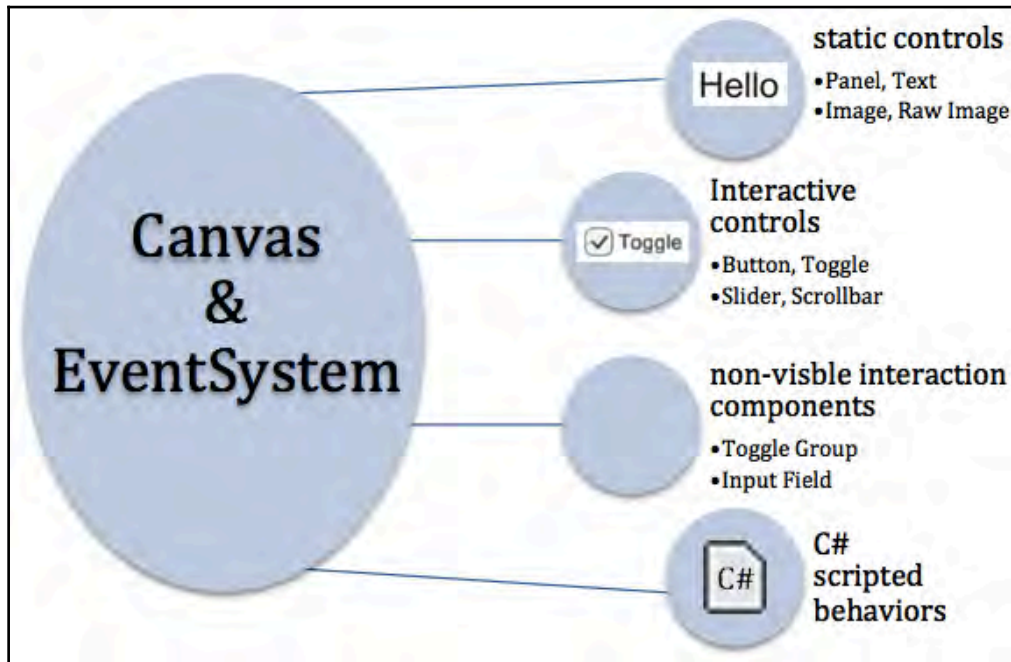 Canvas
&
EventSystem
Hello
static controls
•Panel, Text
•Image, Raw Image
Toggle
Interactive
controls
•Button, Toggle
•Slider, Scrollbar
non-visble interaction
components
•Toggle Group
•Input Field
C#
C#
scripted
behaviors